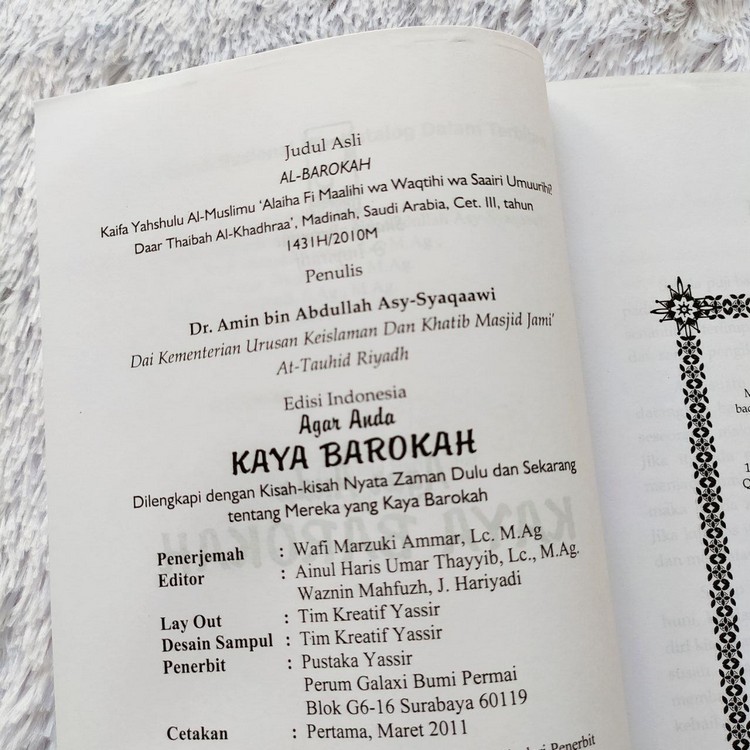 Judul Asli
AL-BAROKAH
Kaifa Yahshulu Al-Muslimu 'Alaiha Fi Maalihi wa Waqtihi wa Saairi Umuurihi?
Daar Thaibah Al-Khadhraa', Madinah, Saudi Arabia, Cet. III, tahun
1431H/2010M
Penulis
Dr. Amin bin Abdullah Asy-Syaqaawi
Dai Kementerian Urusan Keislaman Dan Khatib Masjid Jami'
At-Tauhid Riyadh
Edisi Indonesia
Agar Anda
KAYA BAROKAH
Dilengkapi dengan Kisah-kisah Nyata Zaman Dulu dan Sekarang
tentang Mereka yang Kaya Barokah
Penerjemah : Wafi Marzuki Ammar, Lc. M.Ag
Editor : Ainul Haris Umar Thayyib, Lc., M.Ag.
Waznin Mahfuzh, J. Hariyadi
Lay Out : Tim Kreatif Yassir
Desain Sampul : Tim Kreatif Yassir
Penerbit : Pustaka Yassir
Perum Galaxi Bumi Permai
Blok G6-16 Surabaya 60119
Cetakan : Pertama, Maret 2011
Penerbit